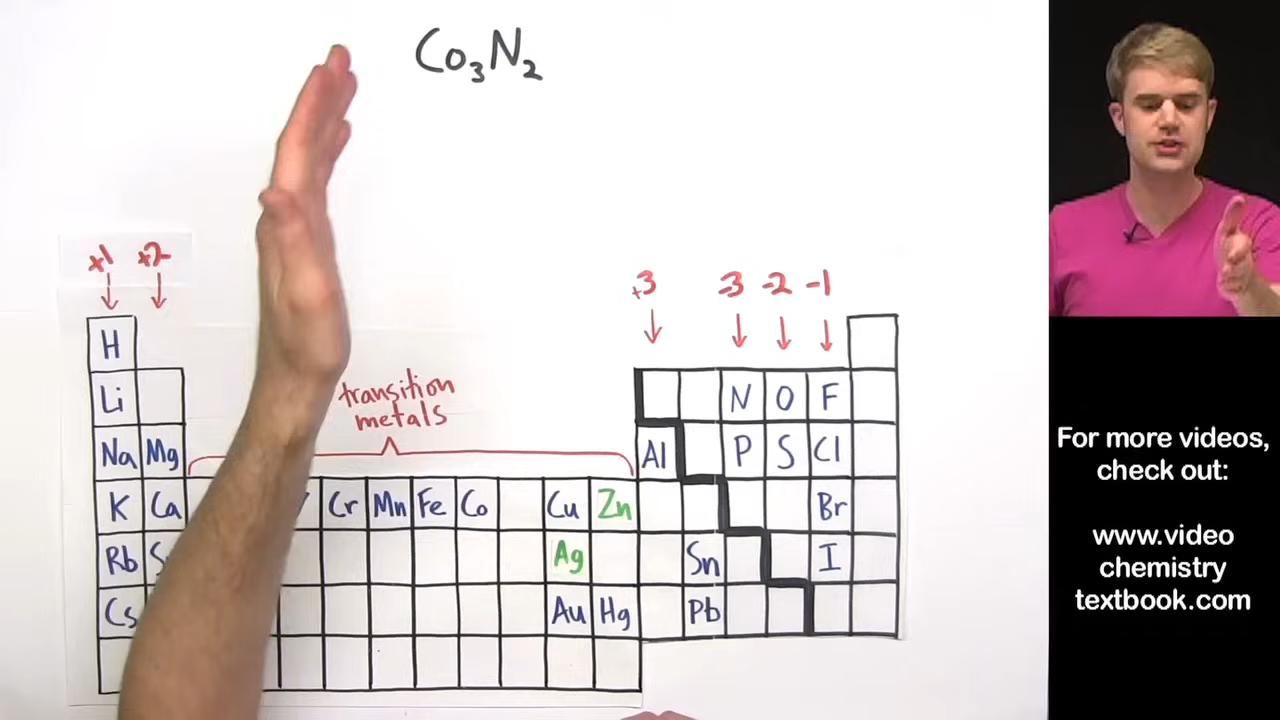 Co3N2
+1 +2
+3 -3 -2 -1
H
transition
metals
Li N O F
Na Mg Al P S Cl
K Ca Cr Mn Fe Co Cu Zn Br
Rb Ag Sn I
Cs Au Hg Pb
For more videos,
check out:
www.video
chemistry
textbook.com